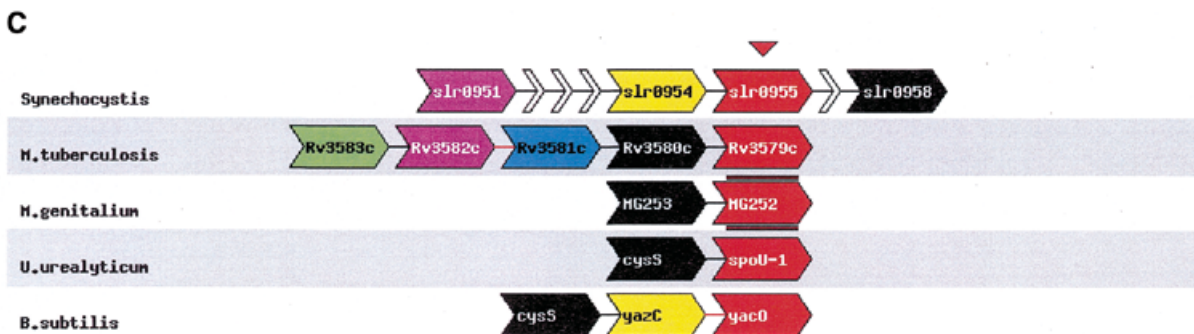 C
Synechocystis slr0951 slr0954 slr0955 slr0958
M.tuberculosis Rv3583c Rv3582c Rv3581c Rv3580c Rv3579c
M.genitalium MG253 MG252
U.urealyticum cysS spoU-1
B.subtilis cysS yazC yacO